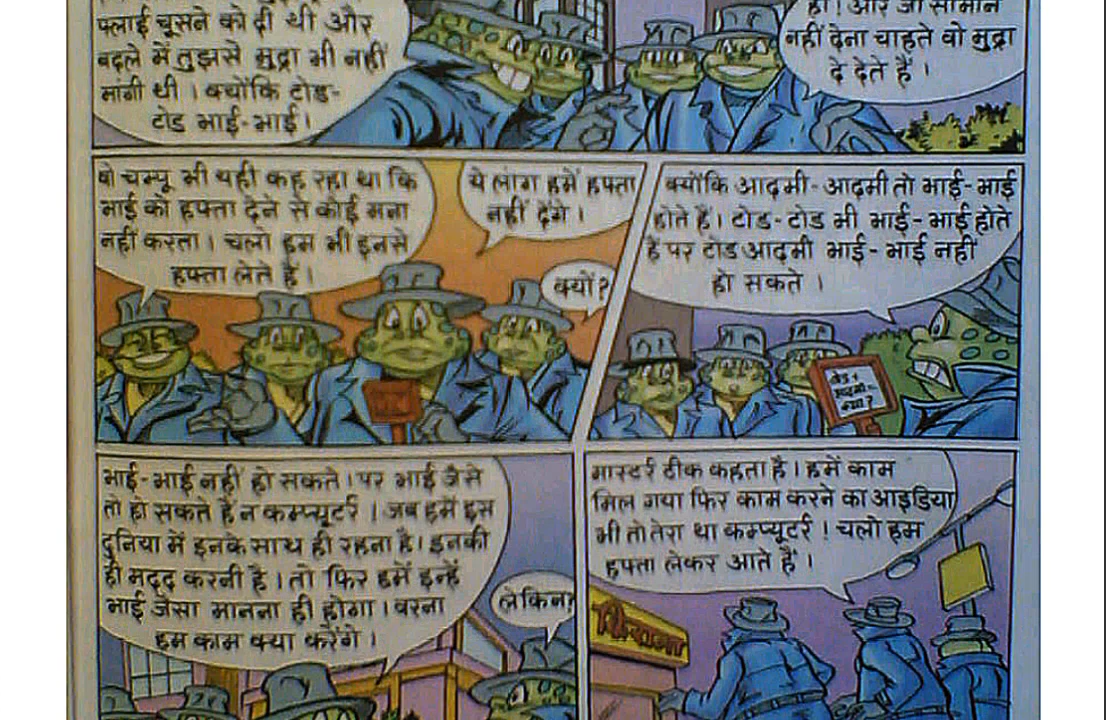 फ्लाई चूसने को दी थी और
बदले में तुझसे मुद्रा भी नहीं
मांगी थी । क्योंकि टोड-
टोड भाई-भाई।
हां ! और जो सामान
नहीं देना चाहते वो मुद्रा
दे देते हैं ।
वो चम्पू भी यही कह रहा था कि
भाई को हफ्ता देने से कोई मना
नहीं करता । चलो हम भी इनसे
हफ्ता लेते हैं ।
ये लोग हमें हफ्ता
नहीं देंगे ।
क्यों?
क्योंकि आदमी-आदमी तो भाई-भाई
होते हैं । टोड-टोड भी भाई-भाई होते
हैं पर टोड आदमी भाई-भाई नहीं
हो सकते ।
टोड +
आदमी =
क्या ?
भाई-भाई नहीं हो सकते । पर भाई जैसे
तो हो सकते हैं न कम्प्यूटर्र । जब हमें इस
दुनिया में इनके साथ ही रहना है। इनकी
ही मदद करनी है । तो फिर हमें इन्हें
भाई जैसा मानना ही होगा । वरना
हम काम क्या करेंगे ।
लेकिन?
मास्टर्र ठीक कहता है । हमें काम
मिल गया फिर काम करने का आइडिया
भी तो तेरा था कम्प्यूटर्र ! चलो हम
हफ्ता लेकर आते हैं ।
किराना